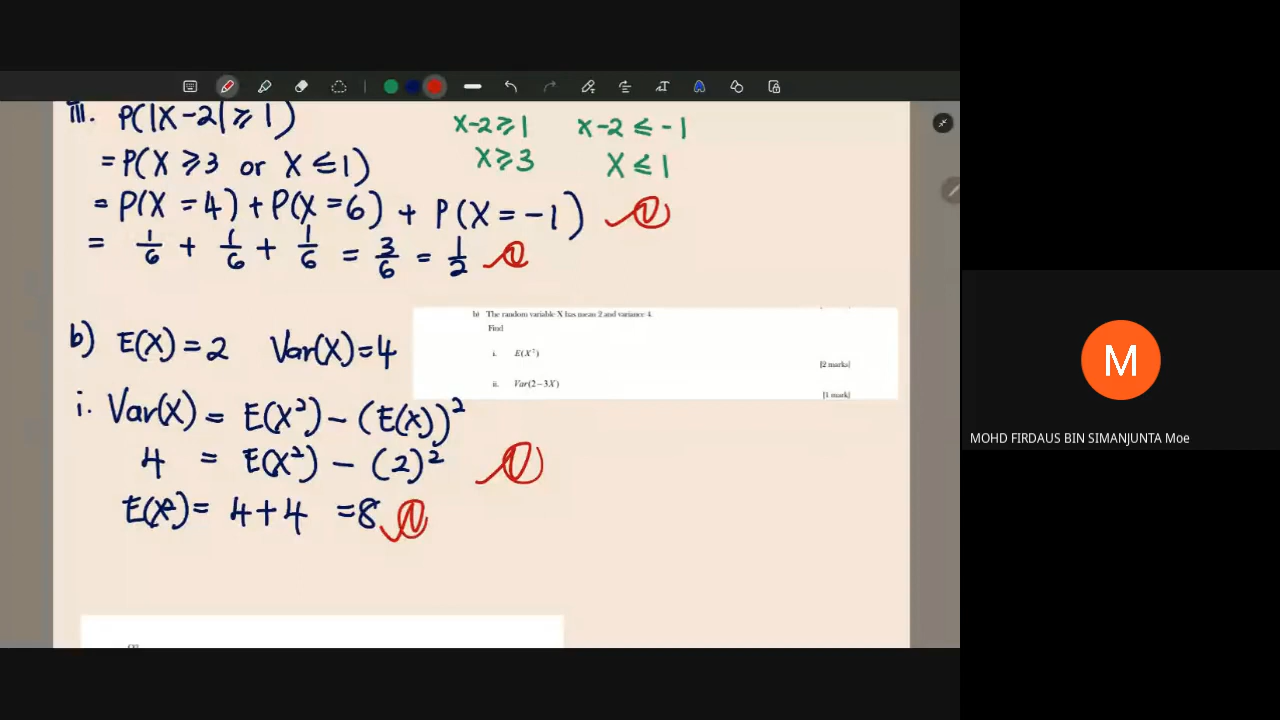 iii. P(|X-2|≥1)
X-2≥1 X-2≤-1
= P(X≥3 or X≤1)
X≥3 X≤1
= P(X=4)+P(X=6)+P(X=-1)
= 1/6 + 1/6 + 1/6 = 3/6 = 1/2
b) The random variable X has mean 2 and variance 4.
Find
i. E(X²)
[2 marks]
ii. Var(2-3X)
[1 mark]
b) E(X)=2 Var(X)=4
i. Var(X) = E(X²) - (E(X))²
4 = E(X²) - (2)²
E(X²) = 4+4 = 8
M
MOHD FIRDAUS BIN SIMANJUNTA Moe